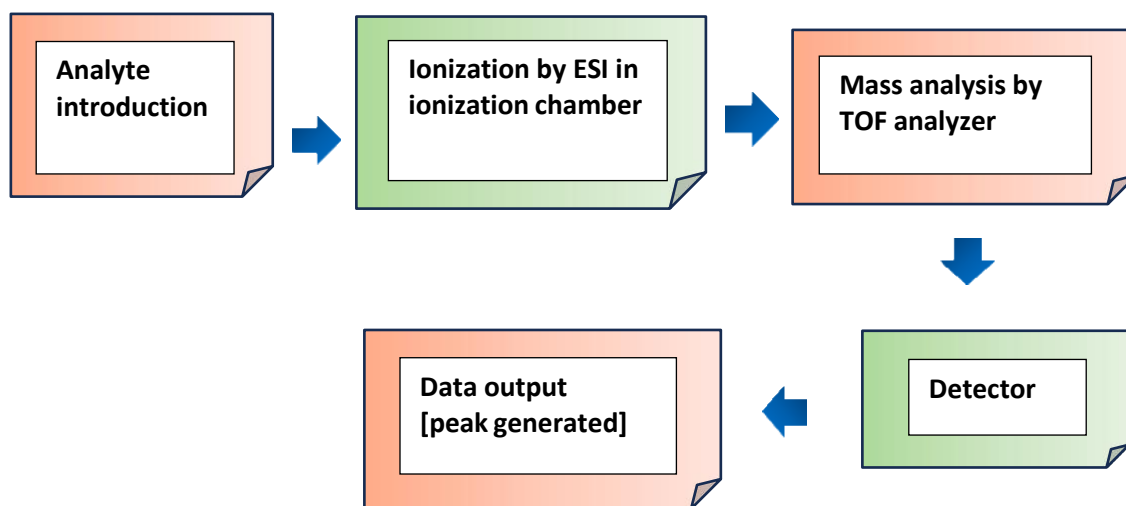 Analyte
introduction
Ionization by ESI in
ionization chamber
Mass analysis by
TOF analyzer
Detector
Data output
[peak generated]